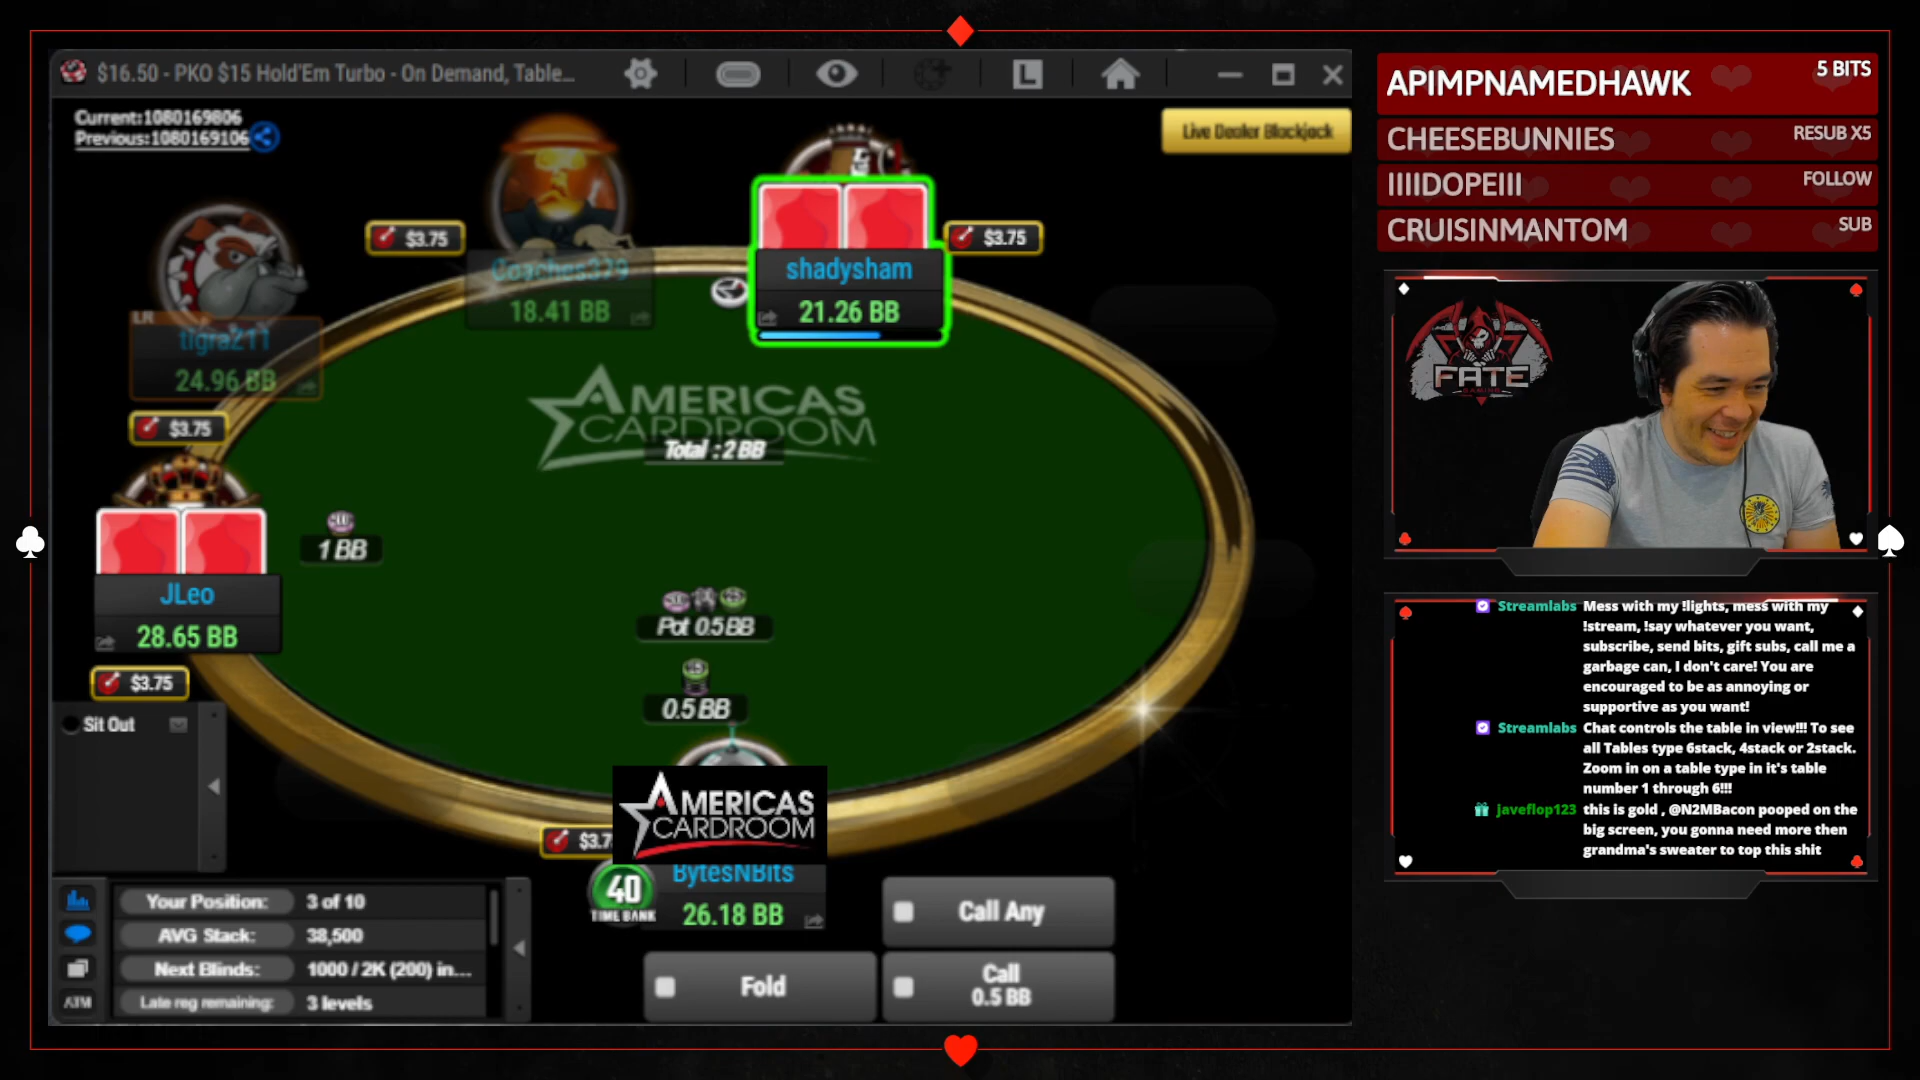 $16.50 - PKO $15 Hold'Em Turbo - On Demand, Table...
L
Current:1080169806
Previous:1080169106
Live Dealer Blackjack
$3.75
$3.75
shadysham
21.26 BB
Coaches379
18.41 BB
LR
tigra211
24.96 BB
$3.75
AMERICAS
CARDROOM
Total : 2 BB
1 BB
JLeo
28.65 BB
$3.75
Pot 0.5 BB
0.5 BB
Sit Out
AMERICAS
CARDROOM
$3.7
40
TIME BANK
BytesNBits
26.18 BB
Your Position: 3 of 10
AVG Stack: 38,500
Next Blinds: 1000 / 2K (200) in...
Late reg remaining: 3 levels
ATM
Call Any
Fold
Call
0.5 BB
APIMPNAMEDHAWK 5 BITS
CHEESEBUNNIES RESUB X5
IIIIDOPEIII FOLLOW
CRUISINMANTOM SUB
FATE
GAMING
Streamlabs Mess with my !lights, mess with my
!stream, !say whatever you want,
subscribe, send bits, gift subs, call me a
garbage can, I don't care! You are
encouraged to be as annoying or
supportive as you want!
Streamlabs Chat controls the table in view!!! To see
all Tables type 6stack, 4stack or 2stack.
Zoom in on a table type in it's table
number 1 through 6!!!
javeflop123 this is gold , @N2MBacon pooped on the
big screen, you gonna need more then
grandma's sweater to top this shit